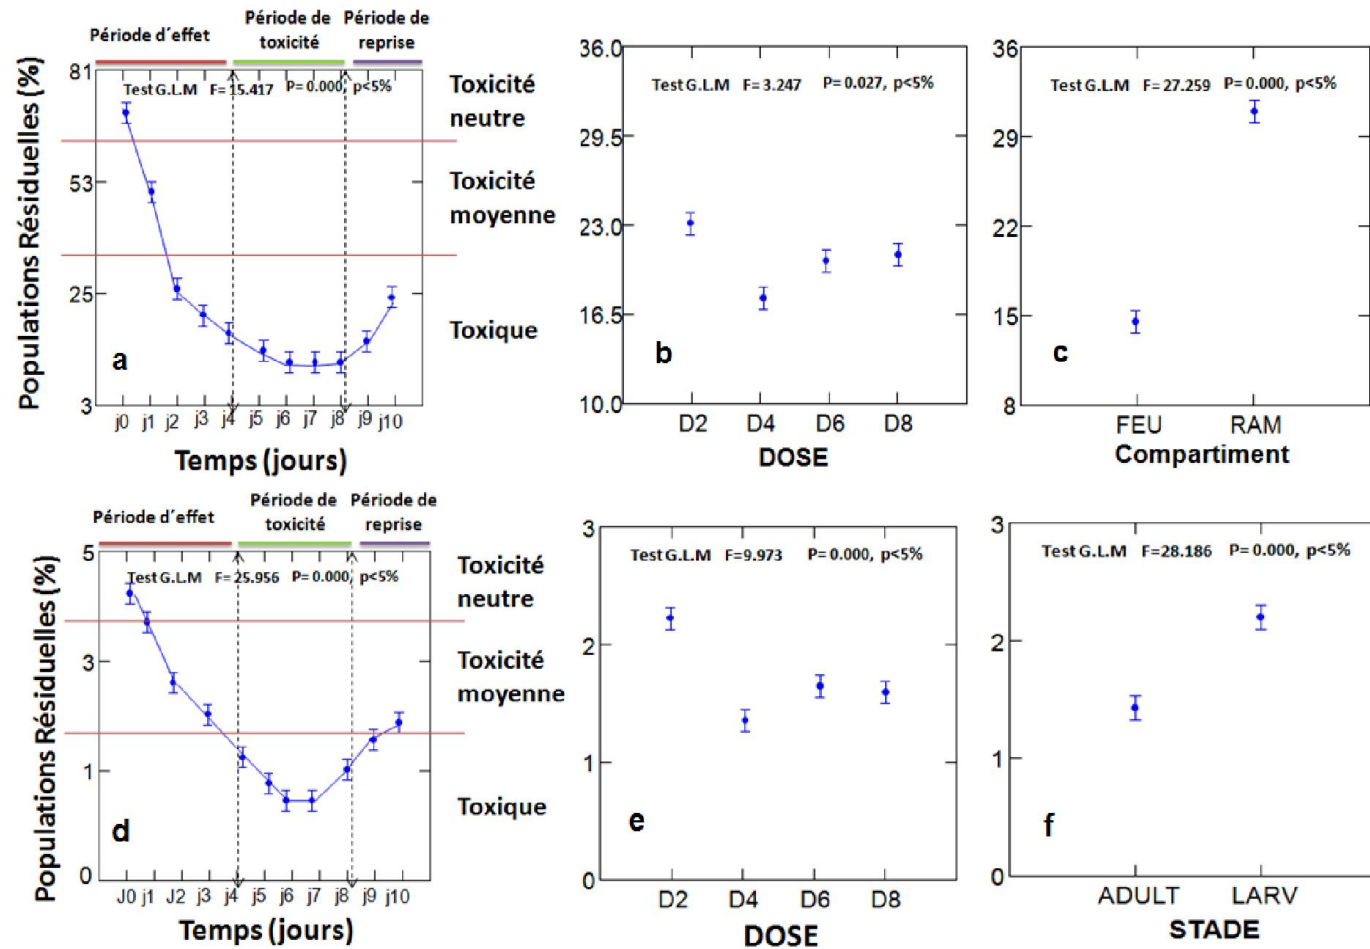 Période d´effet
Période de
toxicité
Période de
reprise
Populations Résiduelles (%)
81
53
25
3
Test G.L.M F= 15.417 P= 0.000, p<5%
Toxicité
neutre
Toxicité
moyenne
Toxique
a
j0 j1 j2 j3 j4 j5 j6 j7 j8 j9 j10
Temps (jours)
36.0
29.5
23.0
16.5
10.0
Test G.L.M F= 3.247 P= 0.027, p<5%
b
D2 D4 D6 D8
DOSE
36
29
22
15
8
Test G.L.M F= 27.259 P= 0.000, p<5%
c
FEU RAM
Compartiment
Période d´effet
Période de
toxicité
Période de
reprise
Populations Résiduelles (%)
5
3
1
0
Test G.L.M F= 25.956 P= 0.000, p<5%
Toxicité
neutre
Toxicité
moyenne
Toxique
d
J0 j1 J2 j3 j4 j5 j6 j7 j8 j9 j10
Temps (jours)
3
2
1
0
Test G.L.M F=9.973 P= 0.000, p<5%
e
D2 D4 D6 D8
DOSE
3
2
1
0
Test G.L.M F=28.186 P= 0.000, p<5%
f
ADULT LARV
STADE